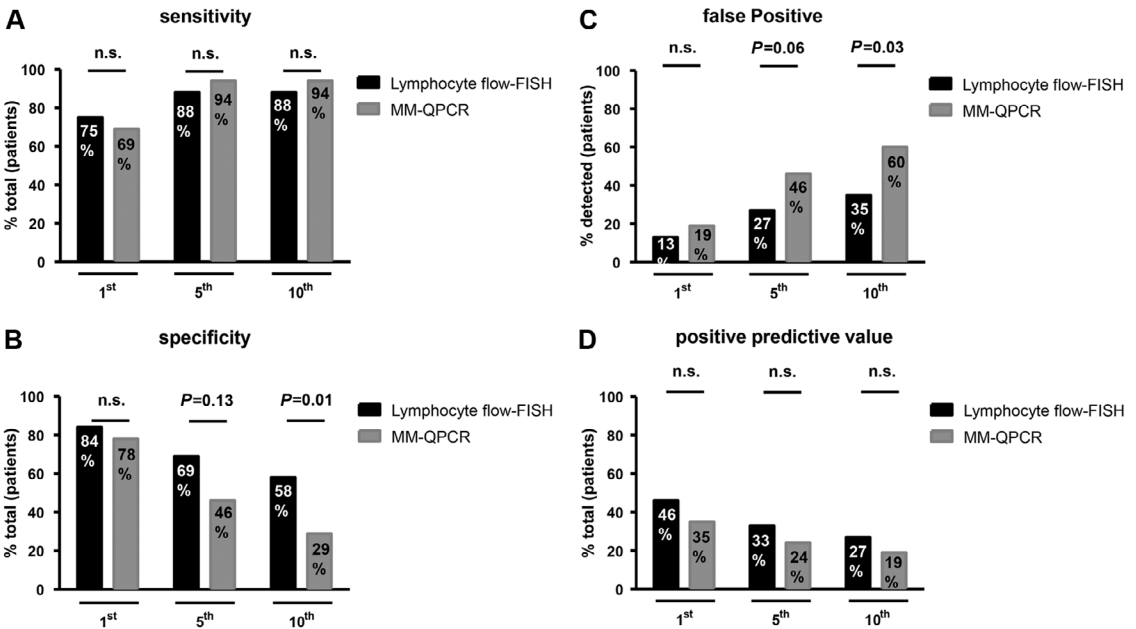 A
sensitivity
n.s.
n.s.
n.s.
% total (patients)
100
80
60
40
20
0
75
%
69
%
88
%
94
%
88
%
94
%
1st
5th
10th
Lymphocyte flow-FISH
MM-QPCR
C
false Positive
n.s.
P=0.06
P=0.03
% detected (patients)
100
80
60
40
20
0
13
%
19
%
27
%
46
%
35
%
60
%
1st
5th
10th
Lymphocyte flow-FISH
MM-QPCR
B
specificity
n.s.
P=0.13
P=0.01
% total (patients)
100
80
60
40
20
0
84
%
78
%
69
%
46
%
58
%
29
%
1st
5th
10th
Lymphocyte flow-FISH
MM-QPCR
D
positive predictive value
n.s.
n.s.
n.s.
% total (patients)
100
80
60
40
20
0
46
%
35
%
33
%
24
%
27
%
19
%
1st
5th
10th
Lymphocyte flow-FISH
MM-QPCR